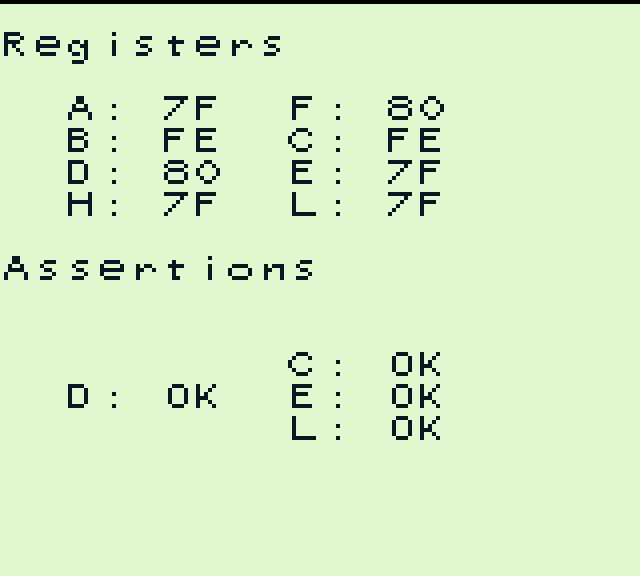 Registers
A: 7F F: 80
B: FE C: FE
D: 80 E: 7F
H: 7F L: 7F
Assertions
C: OK
D: OK E: OK
L: OK